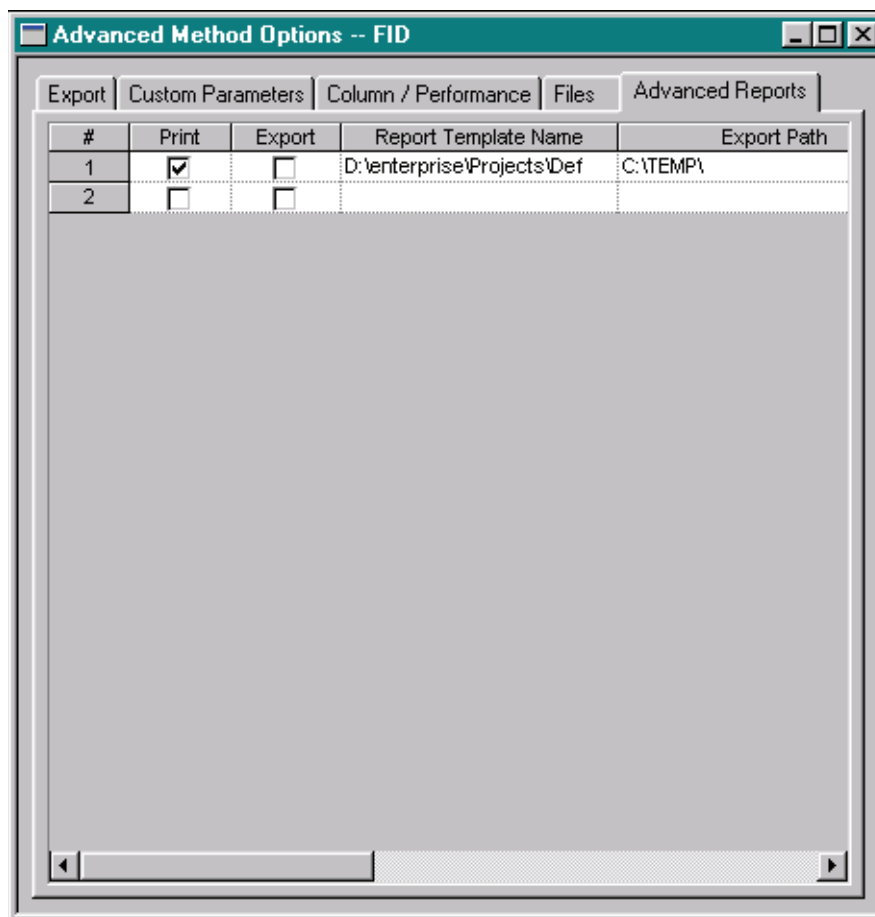 Advanced Method Options -- FID
Export Custom Parameters Column / Performance Files Advanced Reports
# Print Export Report Template Name Export Path
1 D:\enterprise\Projects\Def C:\TEMP\
2